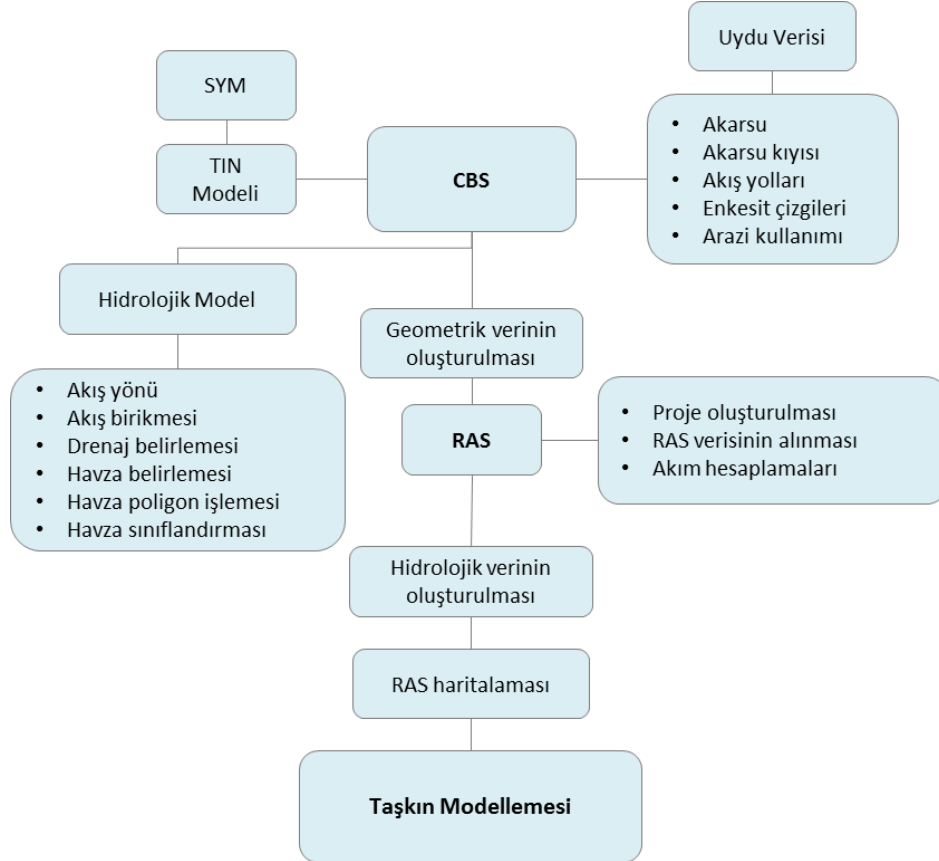 Uydu Verisi
SYM
• Akarsu
• Akarsu kıyısı
• Akış yolları
• Enkesit çizgileri
• Arazi kullanımı
TIN
Modeli
CBS
Hidrolojik Model
Geometrik verinin
oluşturulması
• Akış yönü
• Akış birikmesi
• Drenaj belirlemesi
• Havza belirlemesi
• Havza poligon işlemesi
• Havza sınıflandırması
RAS
• Proje oluşturulması
• RAS verisinin alınması
• Akım hesaplamaları
Hidrolojik verinin
oluşturulması
RAS haritalaması
Taşkın Modellemesi